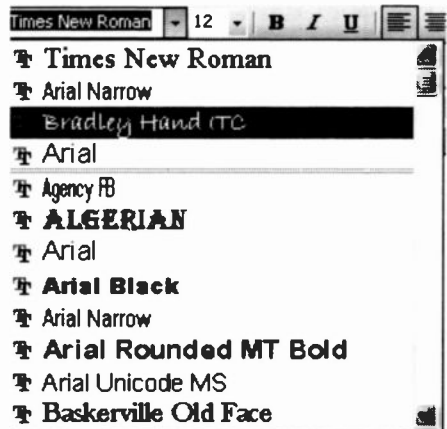 Times New Roman 12 B I U
Times New Roman
Arial Narrow
Bradley Hand ITC
Arial
Agency FB
ALGERIAN
Arial
Arial Black
Arial Narrow
Arial Rounded MT Bold
Arial Unicode MS
Baskerville Old Face